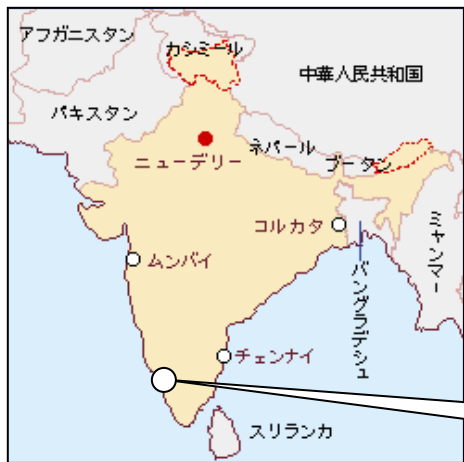 アフガニスタン
カシミール
中華人民共和国
パキスタン
ネパール
ブータン
ニューデリー
コルカタ
ミャンマー
ムンバイ
バングラデシュ
チェンナイ
スリランカ